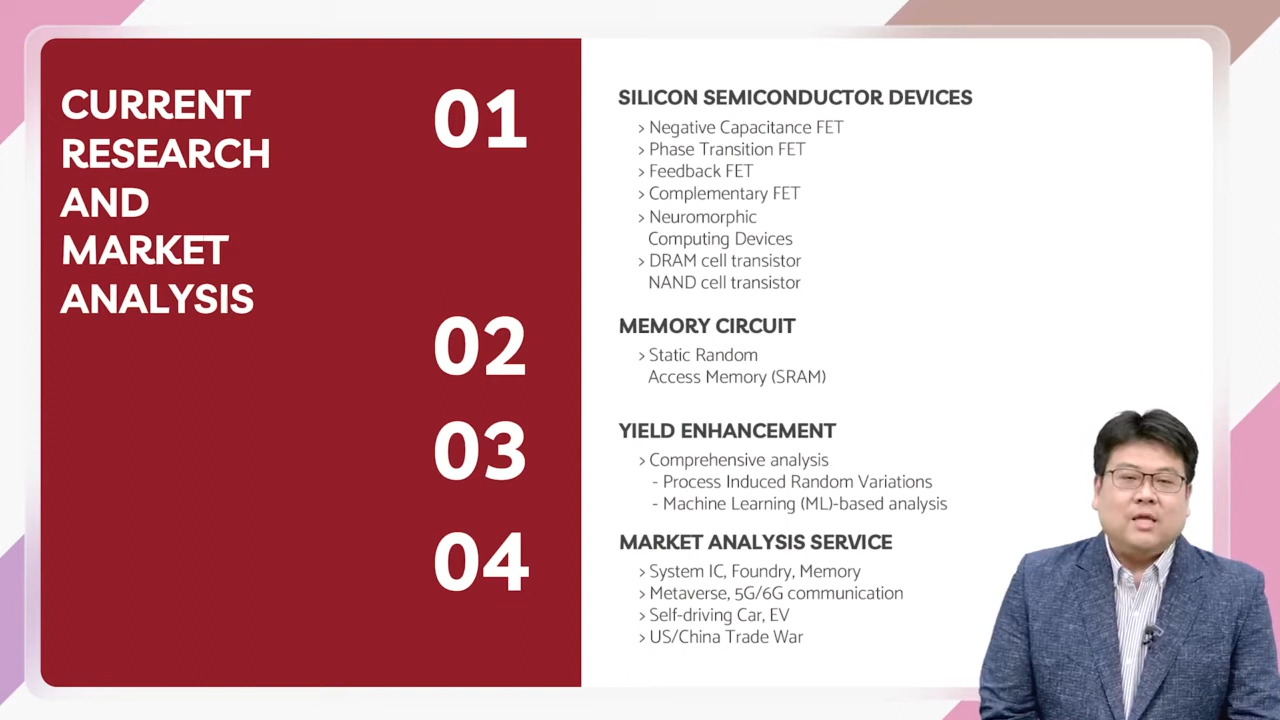 CURRENT
RESEARCH
AND
MARKET
ANALYSIS
01
SILICON SEMICONDUCTOR DEVICES
> Negative Capacitance FET
> Phase Transition FET
> Feedback FET
> Complementary FET
> Neuromorphic
Computing Devices
> DRAM cell transistor
NAND cell transistor
02
MEMORY CIRCUIT
> Static Random
Access Memory (SRAM)
03
YIELD ENHANCEMENT
> Comprehensive analysis
- Process Induced Random Variations
- Machine Learning (ML)-based analysis
04
MARKET ANALYSIS SERVICE
> System IC, Foundry, Memory
> Metaverse, 5G/6G communication
> Self-driving Car, EV
> US/China Trade War